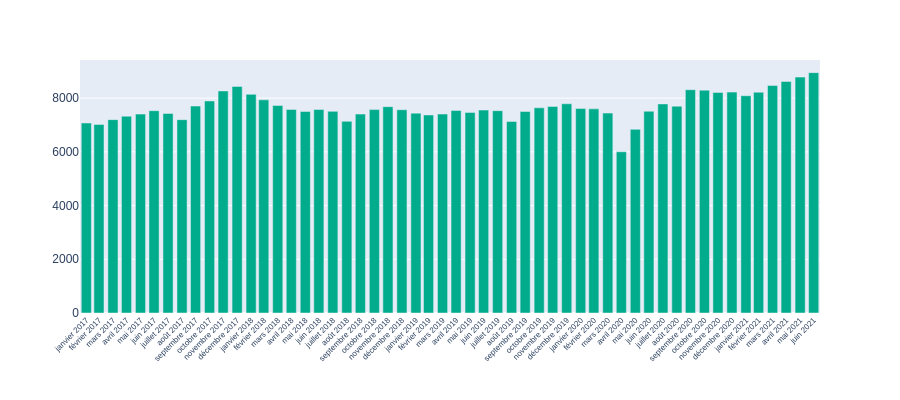 8000
6000
4000
2000
0
janvier 2017
février 2017
mars 2017
avril 2017
mai 2017
juin 2017
juillet 2017
août 2017
septembre 2017
octobre 2017
novembre 2017
décembre 2017
janvier 2018
février 2018
mars 2018
avril 2018
mai 2018
juin 2018
juillet 2018
août 2018
septembre 2018
octobre 2018
novembre 2018
décembre 2018
janvier 2019
février 2019
mars 2019
avril 2019
mai 2019
juin 2019
juillet 2019
août 2019
septembre 2019
octobre 2019
novembre 2019
décembre 2019
janvier 2020
février 2020
mars 2020
avril 2020
mai 2020
juin 2020
juillet 2020
août 2020
septembre 2020
octobre 2020
novembre 2020
décembre 2020
janvier 2021
février 2021
mars 2021
avril 2021
mai 2021
juin 2021